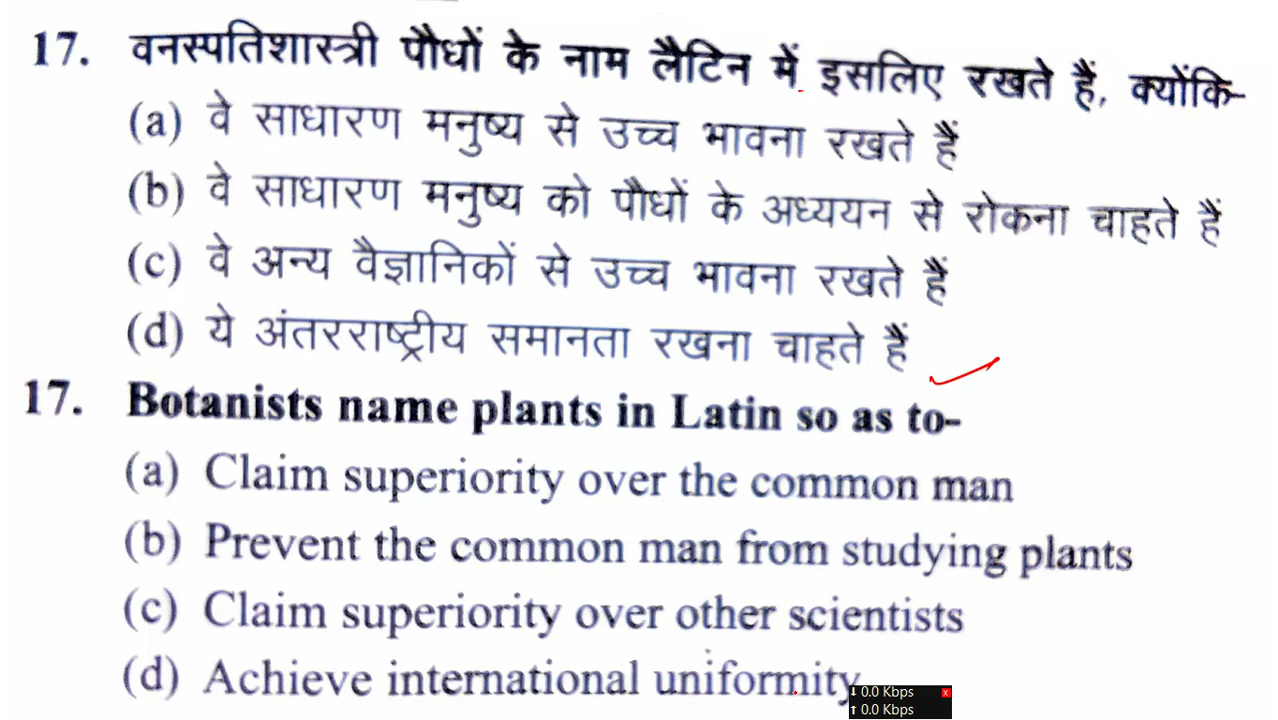 17. वनस्पतिशास्त्री पौधों के नाम लैटिन में इसलिए रखते हैं, क्योंकि-
(a) वे साधारण मनुष्य से उच्च भावना रखते हैं
(b) वे साधारण मनुष्य को पौधों के अध्ययन से रोकना चाहते हैं
(c) वे अन्य वैज्ञानिकों से उच्च भावना रखते हैं
(d) ये अंतरराष्ट्रीय समानता रखना चाहते हैं
17. Botanists name plants in Latin so as to-
(a) Claim superiority over the common man
(b) Prevent the common man from studying plants
(c) Claim superiority over other scientists
(d) Achieve international uniformity
↓ 0.0 Kbps x
↑ 0.0 Kbps